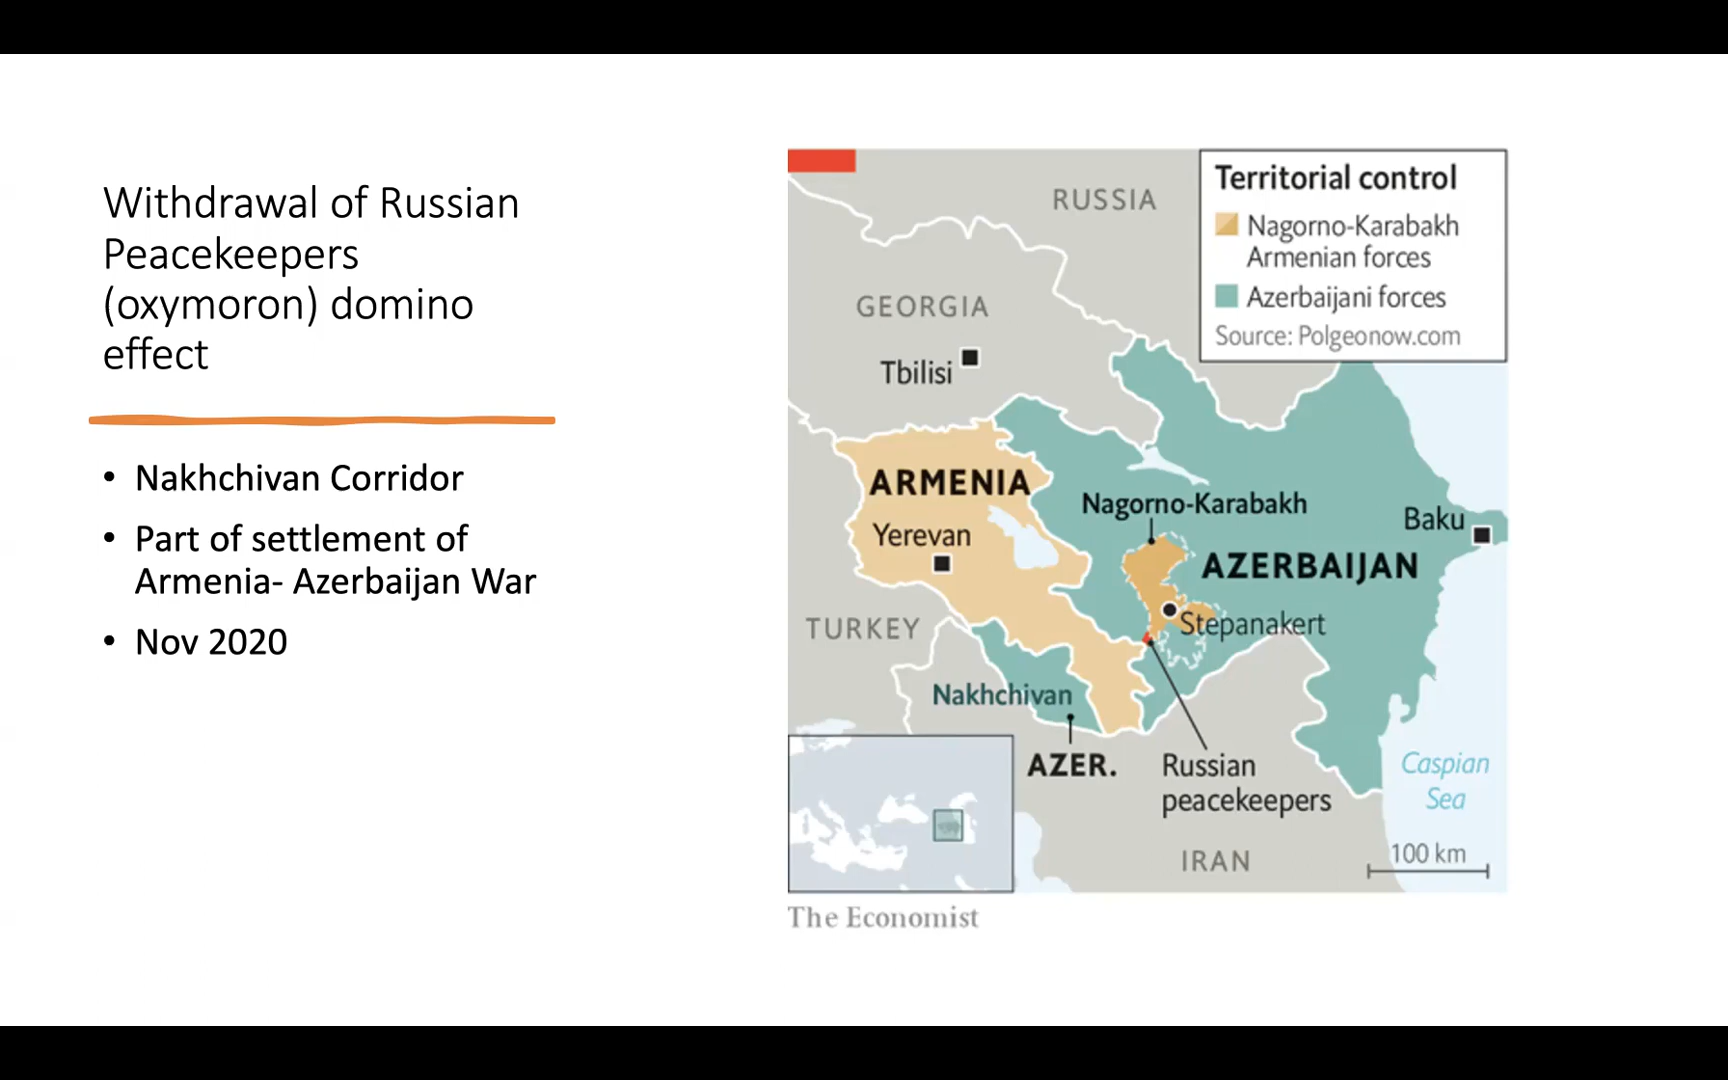 Withdrawal of Russian
Peacekeepers
(oxymoron) domino
effect
• Nakhchivan Corridor
• Part of settlement of
Armenia- Azerbaijan War
• Nov 2020
Territorial control
Nagorno-Karabakh
Armenian forces
Azerbaijani forces
Source: Polgeonow.com
RUSSIA
GEORGIA
Tbilisi
ARMENIA
Yerevan
Nagorno-Karabakh
Baku
AZERBAIJAN
Stepanakert
TURKEY
Nakhchivan
AZER.
Russian
peacekeepers
Caspian
Sea
IRAN
100 km
The Economist